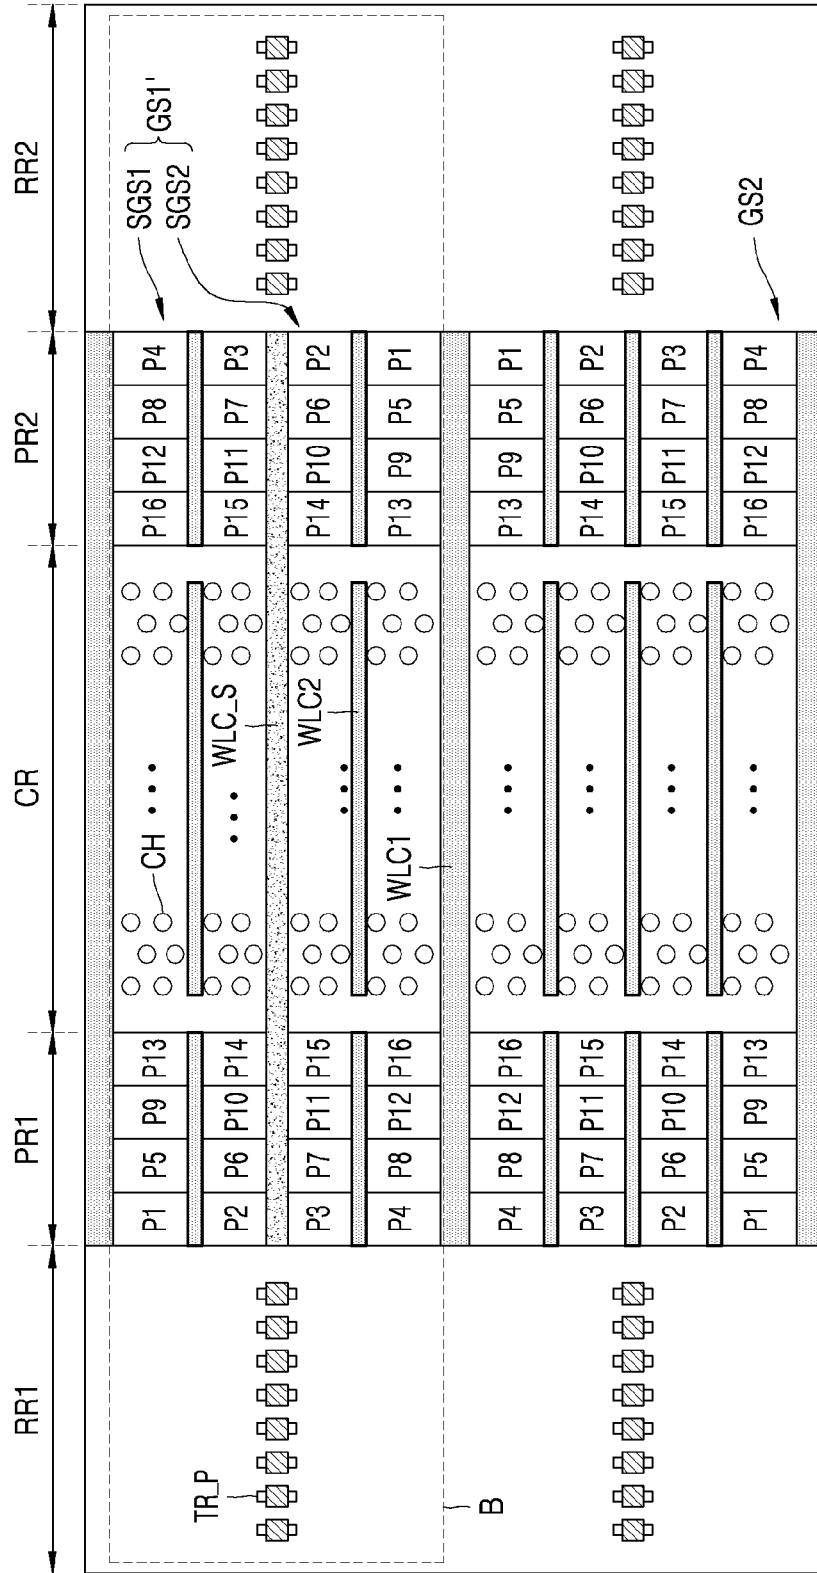 RR1 PR1 CR PR2 RR2
SGS1
GS1'
SGS2
CH
P1 P5 P9 P13 P16 P12 P8 P4
TR_P
WLC_S
P2 P6 P10 P14 P15 P11 P7 P3
WLC2
P3 P7 P11 P15 P14 P10 P6 P2
WLC1
P4 P8 P12 P16 P13 P9 P5 P1
B
P4 P8 P12 P16 P13 P9 P5 P1
P3 P7 P11 P15 P14 P10 P6 P2
P2 P6 P10 P14 P15 P11 P7 P3
P1 P5 P9 P13 P16 P12 P8 P4
GS2